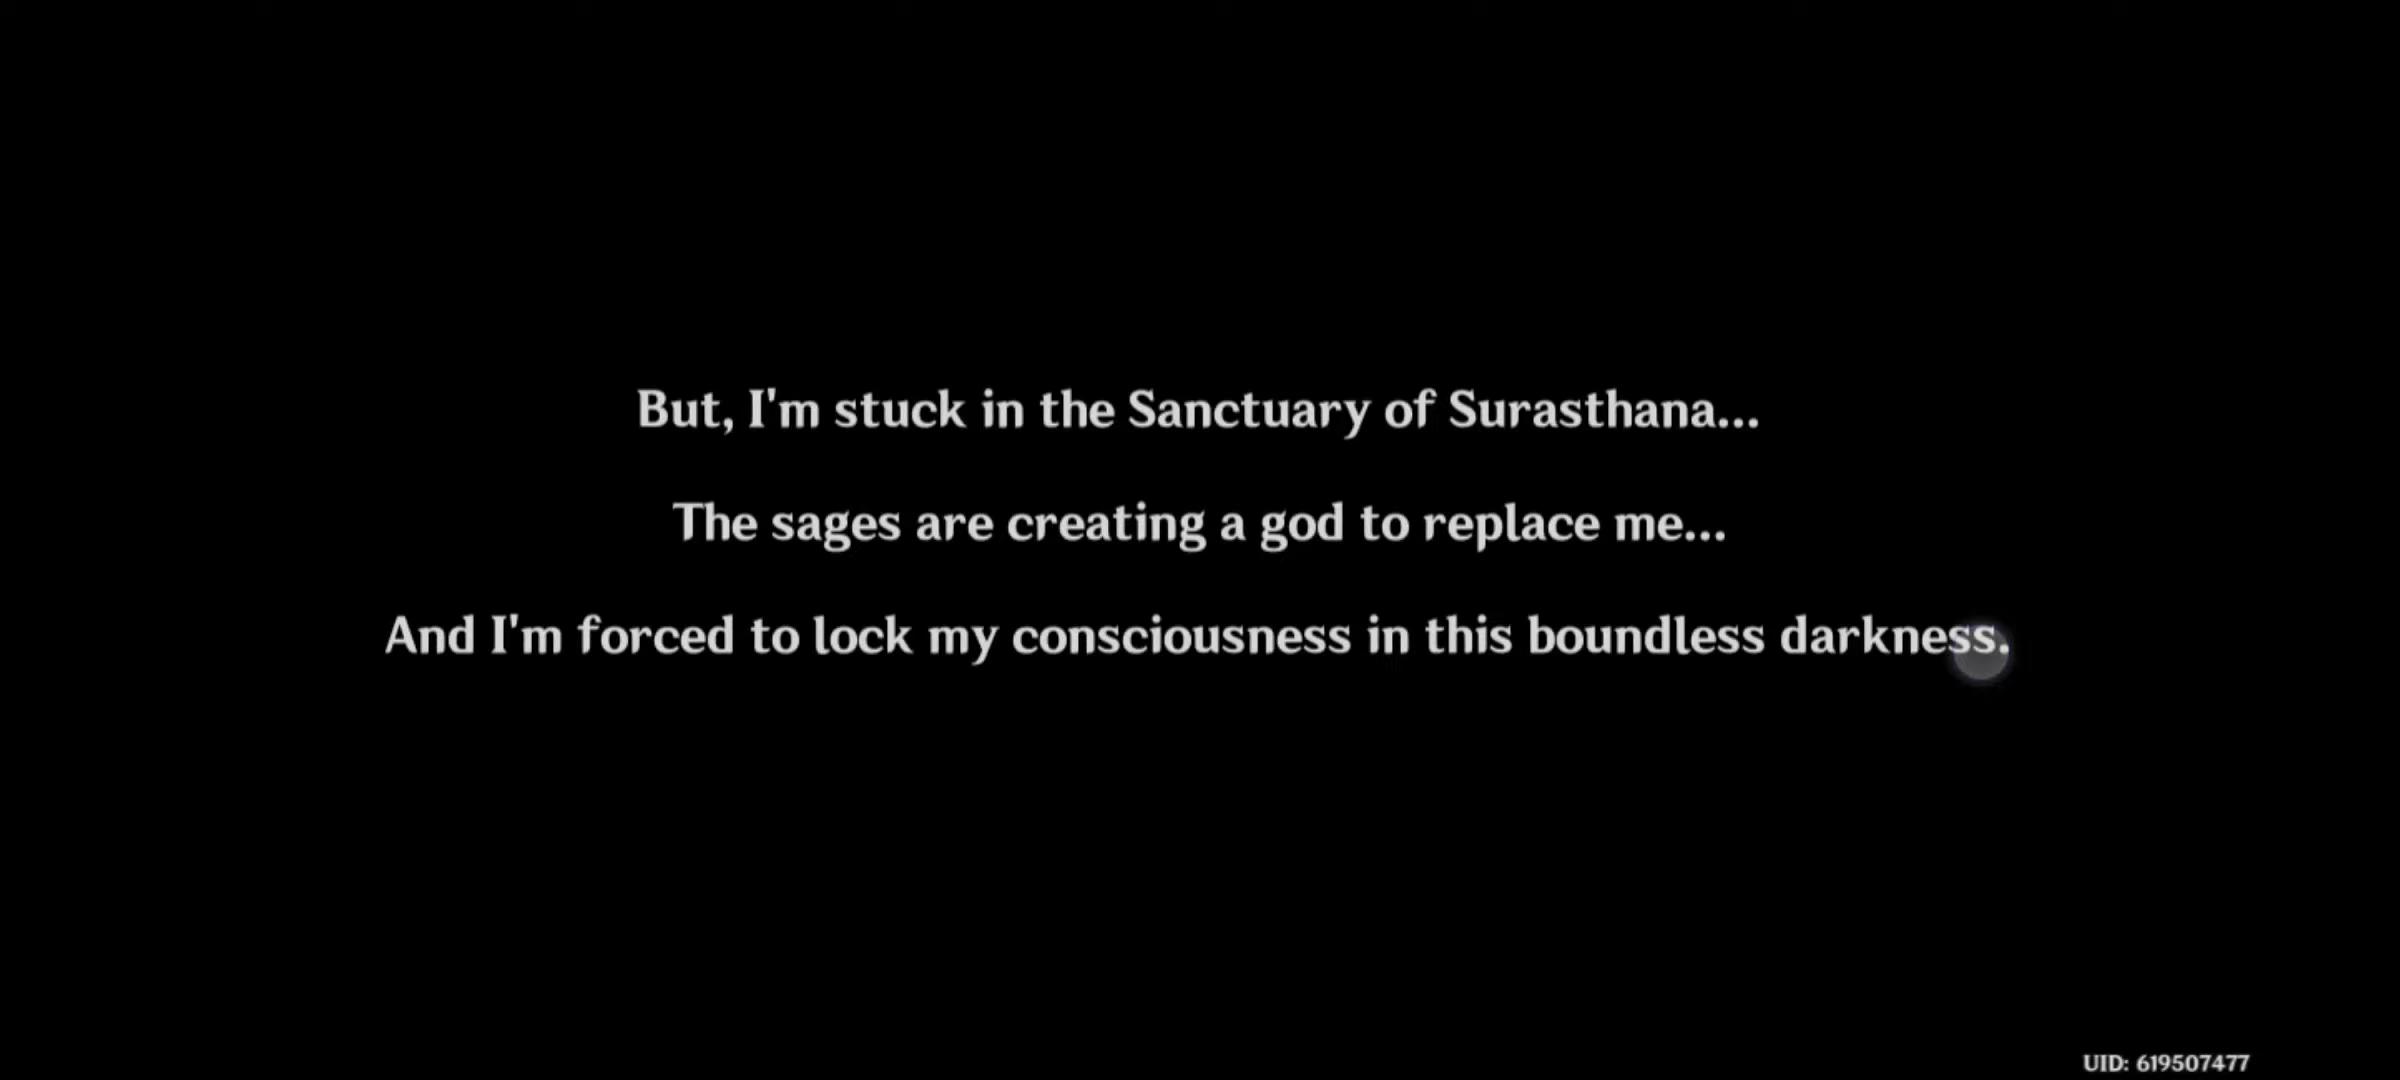 But, I'm stuck in the Sanctuary of Surasthana...
The sages are creating a god to replace me...
And I'm forced to lock my consciousness in this boundless darkness.
UID: 619507477